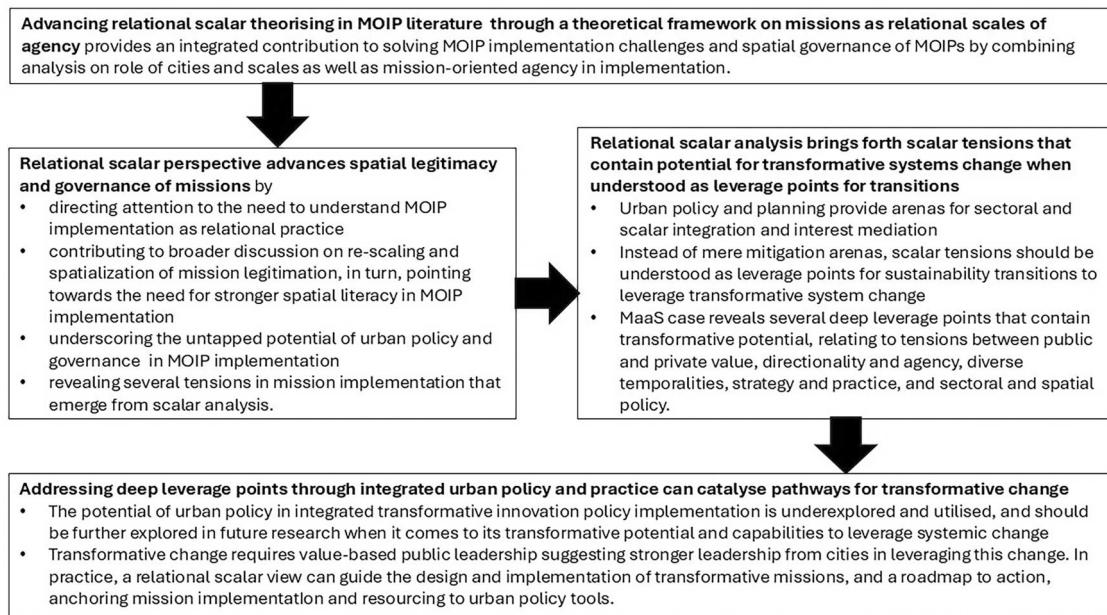 Advancing relational scalar theorising in MOIP literature through a theoretical framework on missions as relational scales of
agency provides an integrated contribution to solving MOIP implementation challenges and spatial governance of MOIPs by combining
analysis on role of cities and scales as well as mission-oriented agency in implementation.
Relational scalar perspective advances spatial legitimacy
and governance of missions by
• directing attention to the need to understand MOIP
implementation as relational practice
• contributing to broader discussion on re-scaling and
spatialization of mission legitimation, in turn, pointing
towards the need for stronger spatial literacy in MOIP
implementation
• underscoring the untapped potential of urban policy and
governance in MOIP implementation
• revealing several tensions in mission implementation that
emerge from scalar analysis.
Relational scalar analysis brings forth scalar tensions that
contain potential for transformative systems change when
understood as leverage points for transitions
• Urban policy and planning provide arenas for sectoral and
scalar integration and interest mediation
• Instead of mere mitigation arenas, scalar tensions should be
understood as leverage points for sustainability transitions to
leverage transformative system change
• MaaS case reveals several deep leverage points that contain
transformative potential, relating to tensions between public
and private value, directionality and agency, diverse
temporalities, strategy and practice, and sectoral and spatial
policy.
Addressing deep leverage points through integrated urban policy and practice can catalyse pathways for transformative change
• The potential of urban policy in integrated transformative innovation policy implementation is underexplored and utilised, and should
be further explored in future research when it comes to its transformative potential and capabilities to leverage systemic change
• Transformative change requires value-based public leadership suggesting stronger leadership from cities in leveraging this change. In
practice, a relational scalar view can guide the design and implementation of transformative missions, and a roadmap to action,
anchoring mission implementation and resourcing to urban policy tools.